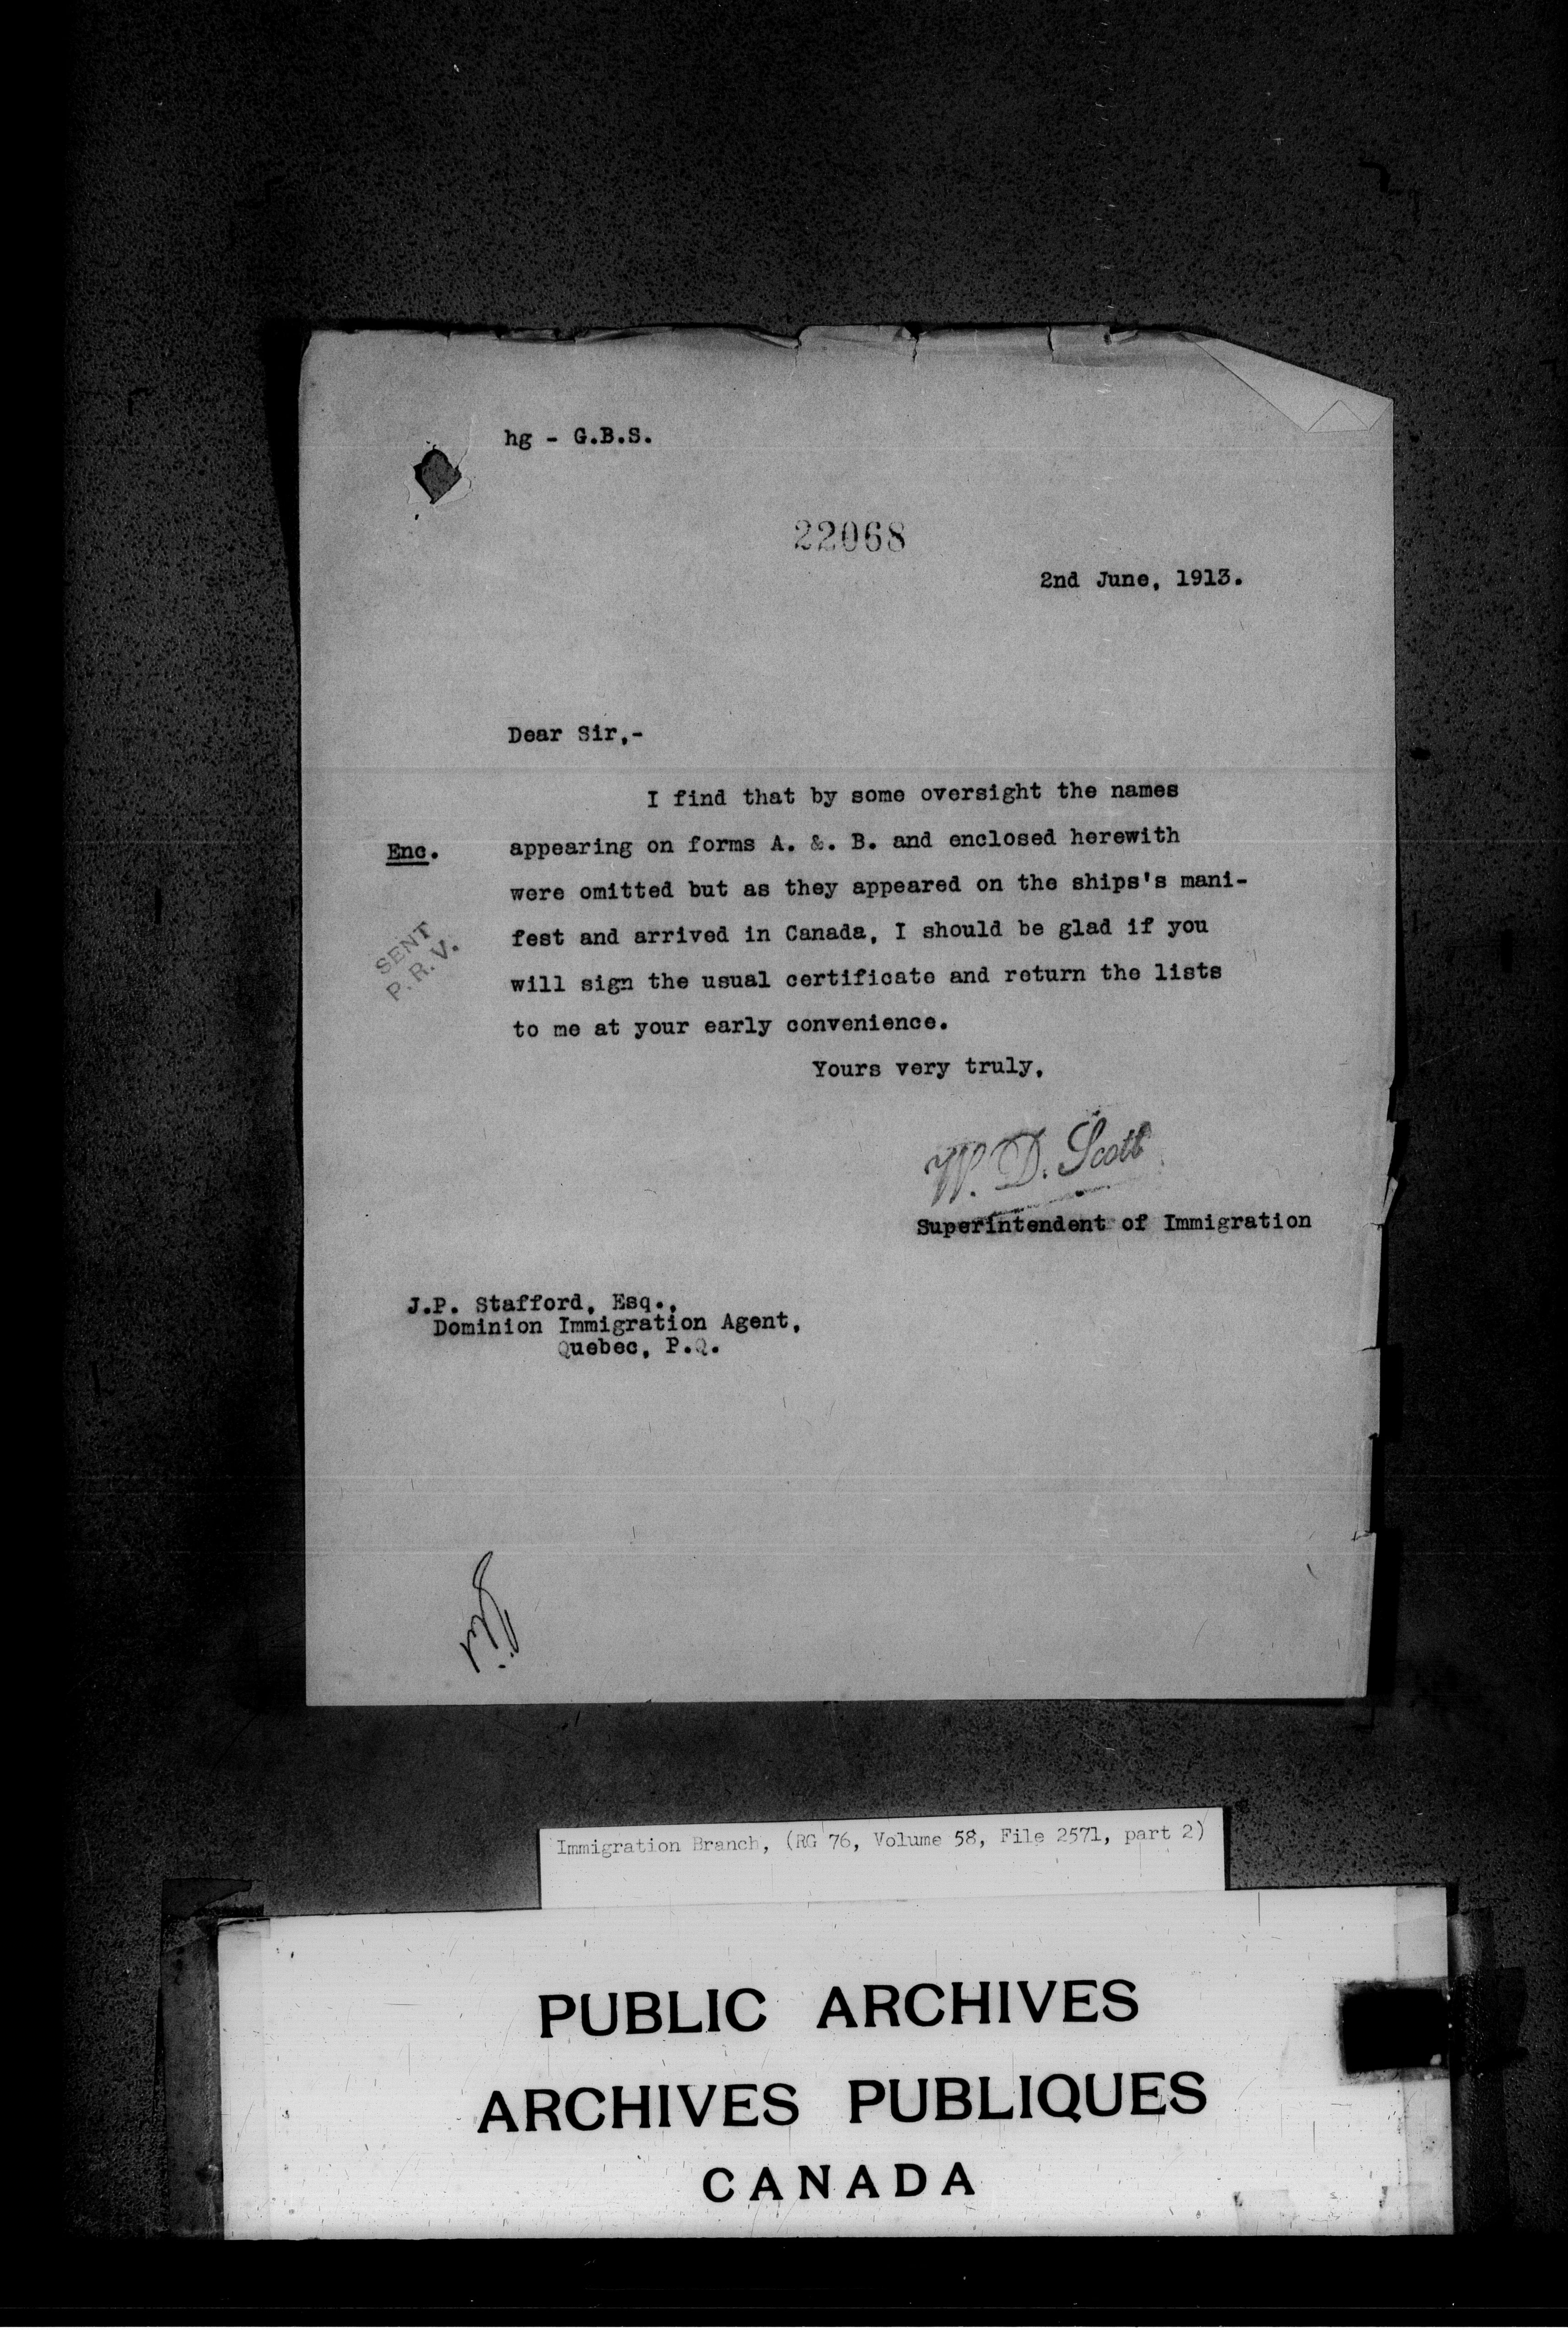 hg - G.B.S.
22068
2nd June, 1913.
Dear Sir,-
I find that by some oversight the names
Enc. appearing on forms A. &. B. and enclosed herewith
were omitted but as they appeared on the ships's mani-
fest and arrived in Canada, I should be glad if you
SENT
P.R.V.
will sign the usual certificate and return the lists
to me at your early convenience.
Yours very truly,
W. D. Scott
Superintendent of Immigration
J.P. Stafford, Esq.,
Dominion Immigration Agent,
Quebec, P.Q.
Immigration Branch, (RG 76, Volume 58, File 2571, part 2)
PUBLIC ARCHIVES
ARCHIVES PUBLIQUES
CANADA